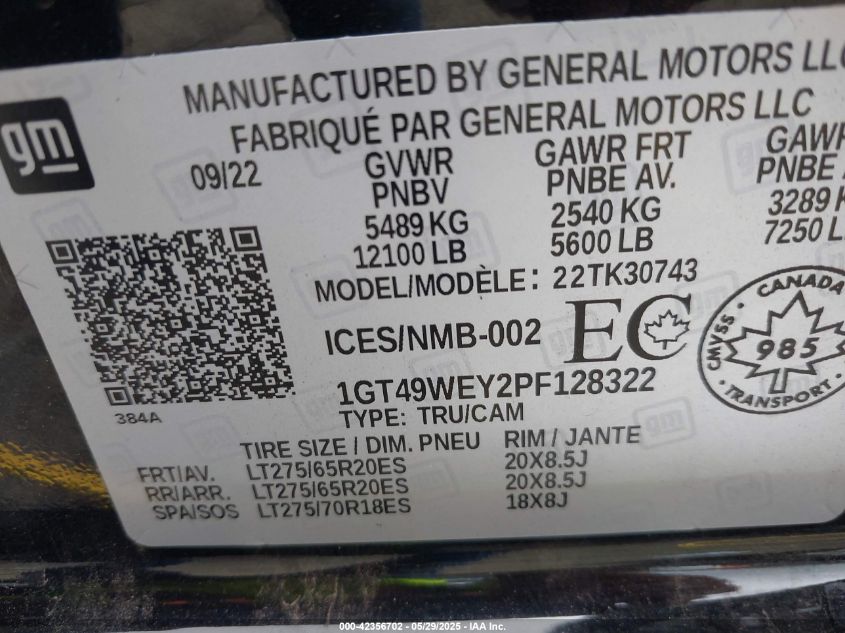 MANUFACTURED BY GENERAL MOTORS LLC
FABRIQUÉ PAR GENERAL MOTORS LLC
gm
09/22
GVWR
PNBV
5489 KG
12100 LB
GAWR FRT
PNBE AV.
2540 KG
5600 LB
GAWR
PNBE
3289 KG
7250 L
MODEL/MODÈLE: 22TK30743
ICES/NMB-002 EC
CANADA
CMVSS 985
TRANSPORT
1GT49WEY2PF128322
384A
TYPE: TRU/CAM
TIRE SIZE / DIM. PNEU RIM / JANTE
FRT/AV. LT275/65R20ES 20X8.5J
RR/ARR. LT275/65R20ES 20X8.5J
SPA/SOS LT275/70R18ES 18X8J
000-42356702 - 05/29/2025 - IAA Inc.